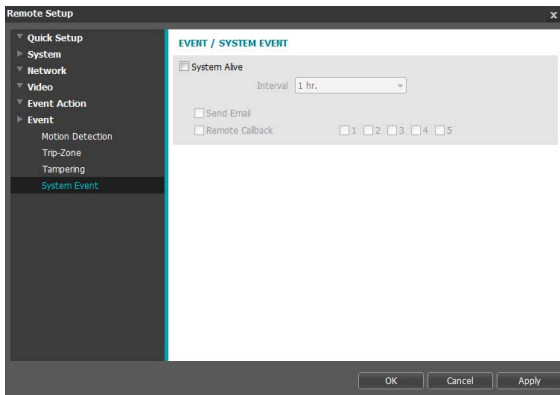 Remote Setup
x
Quick Setup
System
Network
Video
Event Action
Event
Motion Detection
Trip-Zone
Tampering
System Event
EVENT / SYSTEM EVENT
System Alive
Interval 1 hr.
Send Email
Remote Callback 1 2 3 4 5
OK Cancel Apply